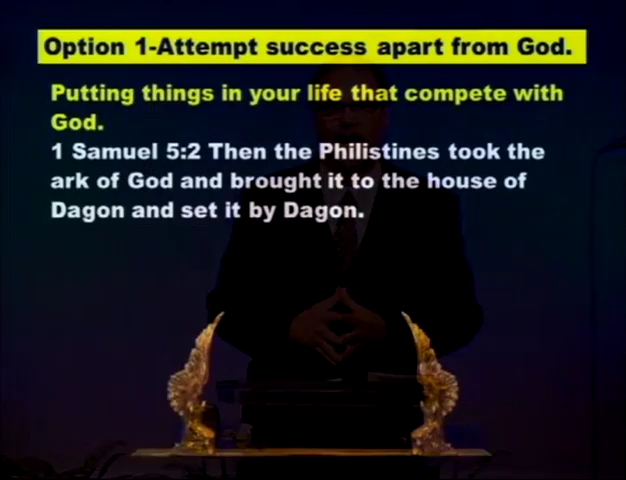 Option 1-Attempt success apart from God.
Putting things in your life that compete with
God.
1 Samuel 5:2 Then the Philistines took the
ark of God and brought it to the house of
Dagon and set it by Dagon.